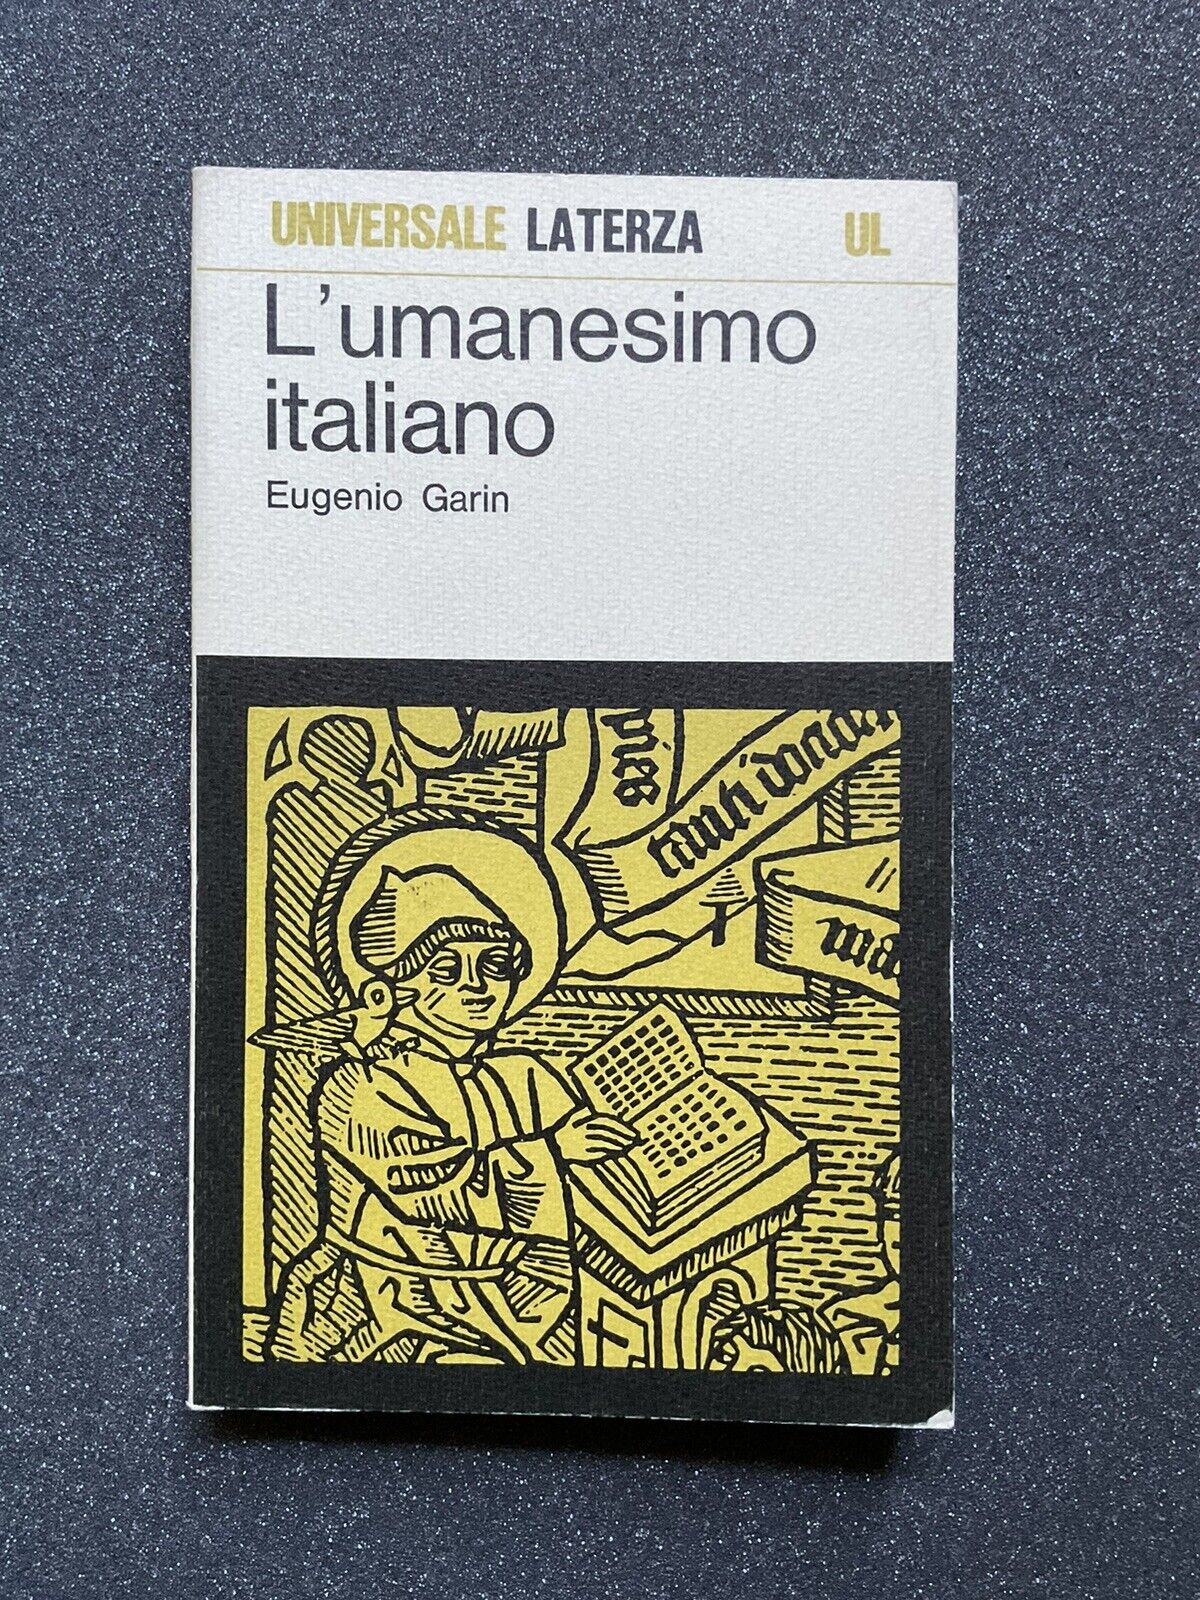 UNIVERSALE LATERZA UL
L'umanesimo
italiano
Eugenio Garin